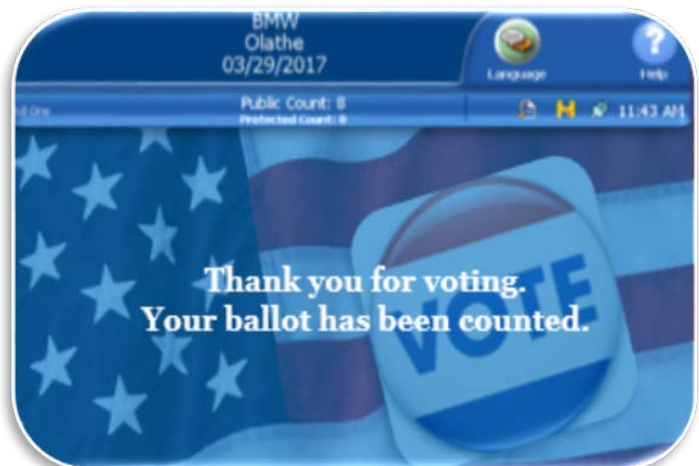 BMW
Olathe
03/29/2017
Language
?
Help
Public Count: 8
Protected Count: 8
11:43 AM
VOTE
Thank you for voting.
Your ballot has been counted.